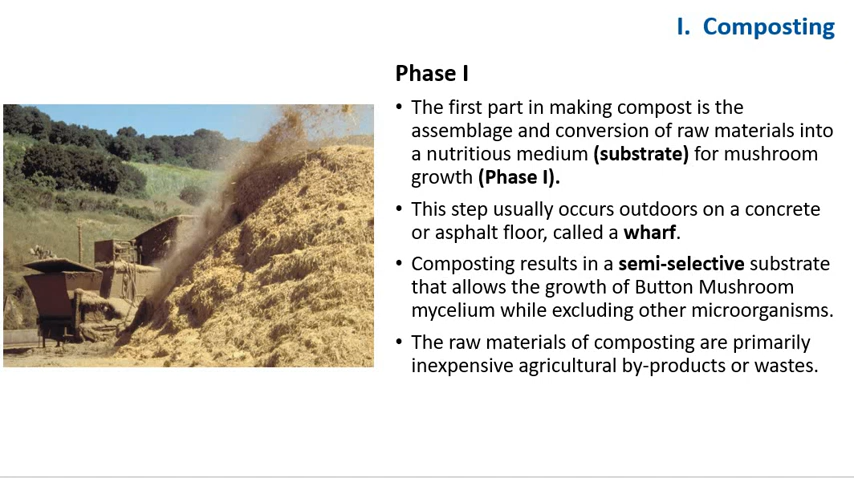 I. Composting
Phase I
• The first part in making compost is the
assemblage and conversion of raw materials into
a nutritious medium (substrate) for mushroom
growth (Phase I).
• This step usually occurs outdoors on a concrete
or asphalt floor, called a wharf.
• Composting results in a semi-selective substrate
that allows the growth of Button Mushroom
mycelium while excluding other microorganisms.
• The raw materials of composting are primarily
inexpensive agricultural by-products or wastes.